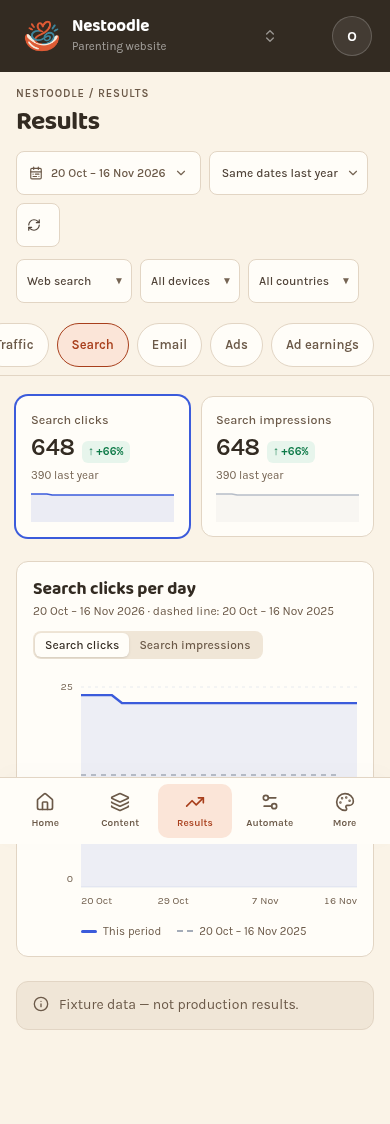 Nestoodle
Parenting website
O
NESTOODLE / RESULTS
Results
20 Oct – 16 Nov 2026
Same dates last year
Web search
All devices
All countries
Traffic
Search
Email
Ads
Ad earnings
Search clicks
648 ↑ +66%
390 last year
Search impressions
648 ↑ +66%
390 last year
Search clicks per day
20 Oct – 16 Nov 2026 · dashed line: 20 Oct – 16 Nov 2025
Search clicks
Search impressions
25
Home
Content
Results
Automate
More
0
20 Oct
29 Oct
7 Nov
16 Nov
This period
20 Oct – 16 Nov 2025
Fixture data — not production results.